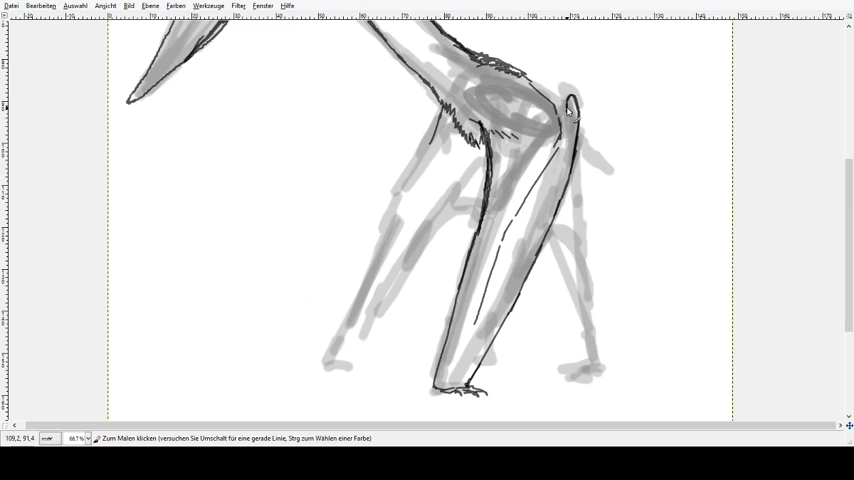 Datei Bearbeiten Auswahl Ansicht Bild Ebene Farben Werkzeuge Filter Fenster Hilfe
109,2, 91,4 66.7% Zum Malen klicken (versuchen Sie Umschalt für eine gerade Linie, Strg zum Wählen einer Farbe)